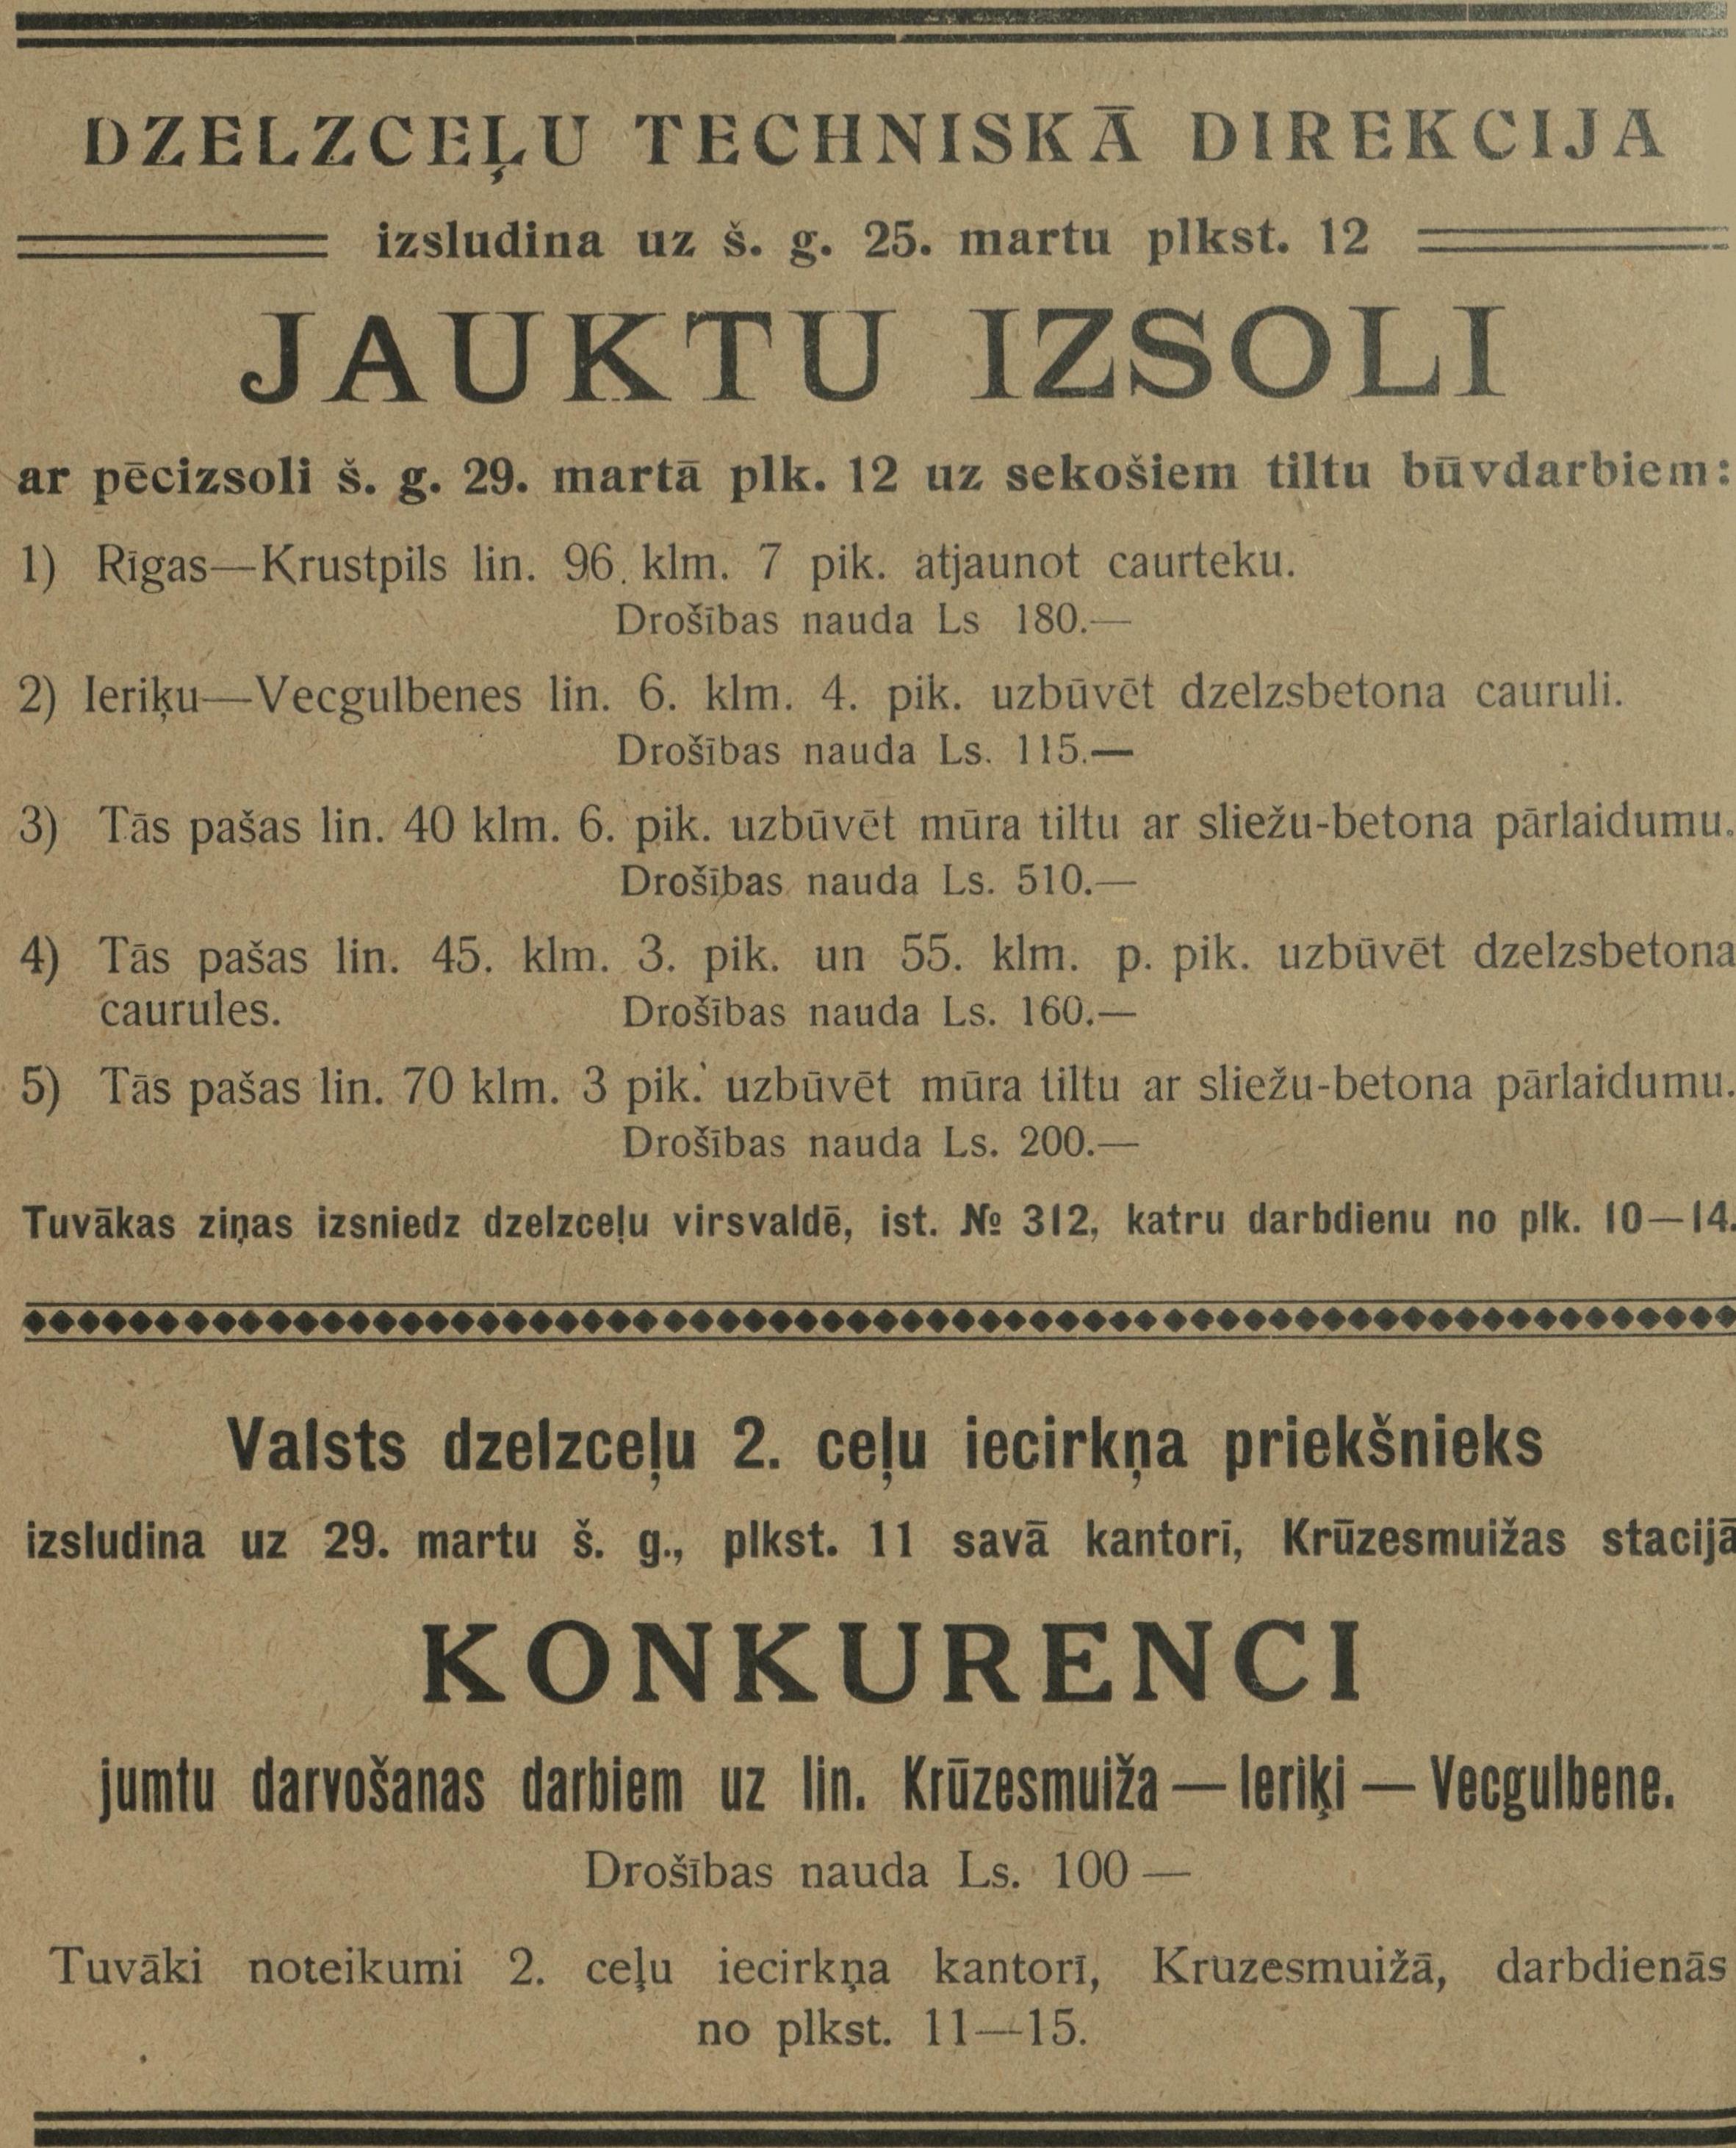 DZELZCEĻU TECHNISKĀ DIREKCIJA
izsludina uz š. g. 25. martu plkst. 12
JAUKTU IZSOLI
ar pēcizsoli š. g. 29. martā plk. 12 uz sekošiem tiltu būvdarbiem:
1) Rīgas—Krustpils lin. 96. klm. 7 pik. atjaunot caurteku.
Drošības nauda Ls 180.—
2) Ieriķu—Vecgulbenes lin. 6. klm. 4. pik. uzbūvēt dzelzsbetona cauruli.
Drošības nauda Ls. 115.—
3) Tās pašas lin. 40 klm. 6. pik. uzbūvēt mūra tiltu ar sliežu-betona pārlaidumu.
Drošības nauda Ls. 510.—
4) Tās pašas lin. 45. klm. 3. pik. un 55. klm. p. pik. uzbūvēt dzelzsbetona
caurules. Drošības nauda Ls. 160.—
5) Tās pašas lin. 70 klm. 3 pik. uzbūvēt mūra tiltu ar sliežu-betona pārlaidumu.
Drošības nauda Ls. 200.—
Tuvākas ziņas izsniedz dzelzceļu virsvaldē, ist. № 312, katru darbdienu no plk. 10—14.
Valsts dzelzceļu 2. ceļu iecirkņa priekšnieks
izsludina uz 29. martu š. g., plkst. 11 savā kantorī, Krūzesmuižas stacijā
KONKURENCI
jumtu darvošanas darbiem uz lin. Krūzesmuiža — Ieriķi — Vecgulbene.
Drošības nauda Ls. 100 —
Tuvāki noteikumi 2. ceļu iecirkņa kantorī, Kruzesmuižā, darbdienās
no plkst. 11—15.